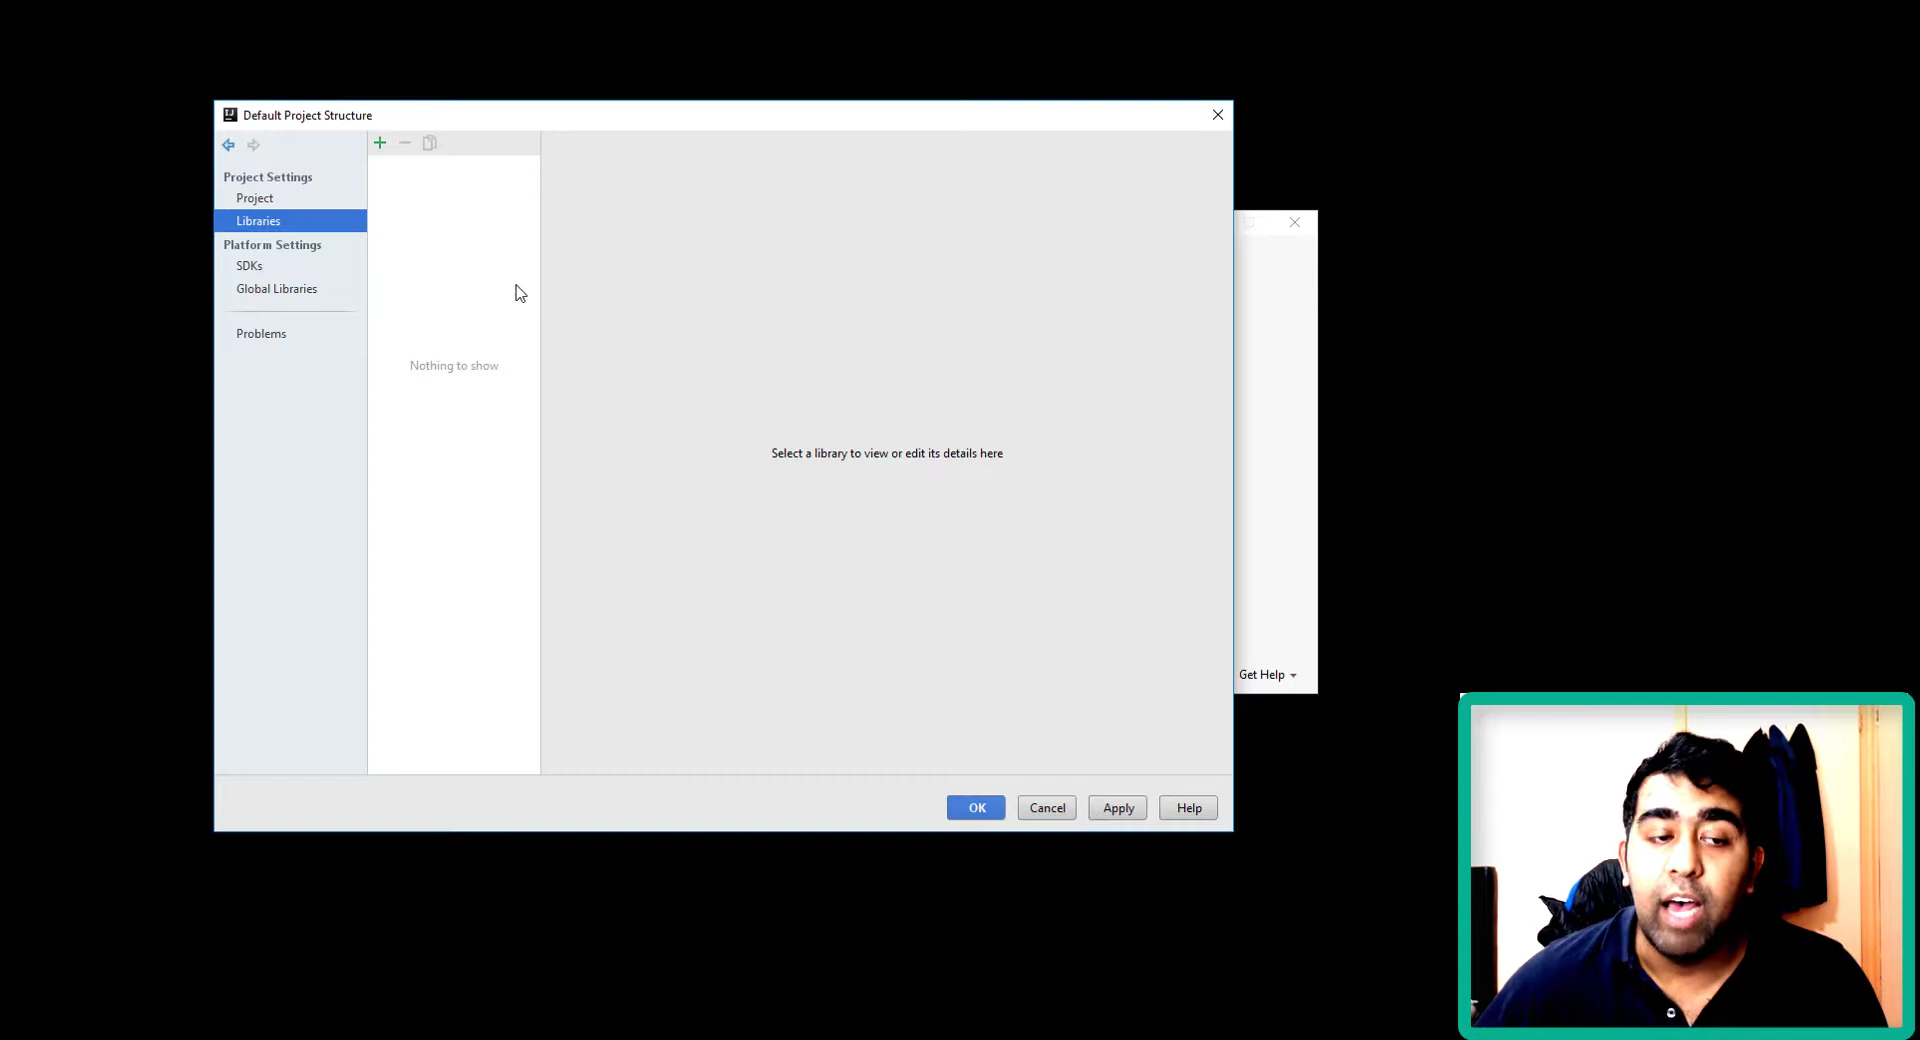 Default Project Structure
Project Settings
Project
Libraries
Platform Settings
SDKs
Global Libraries
Problems
Nothing to show
Select a library to view or edit its details here
Get Help
OK
Cancel
Apply
Help